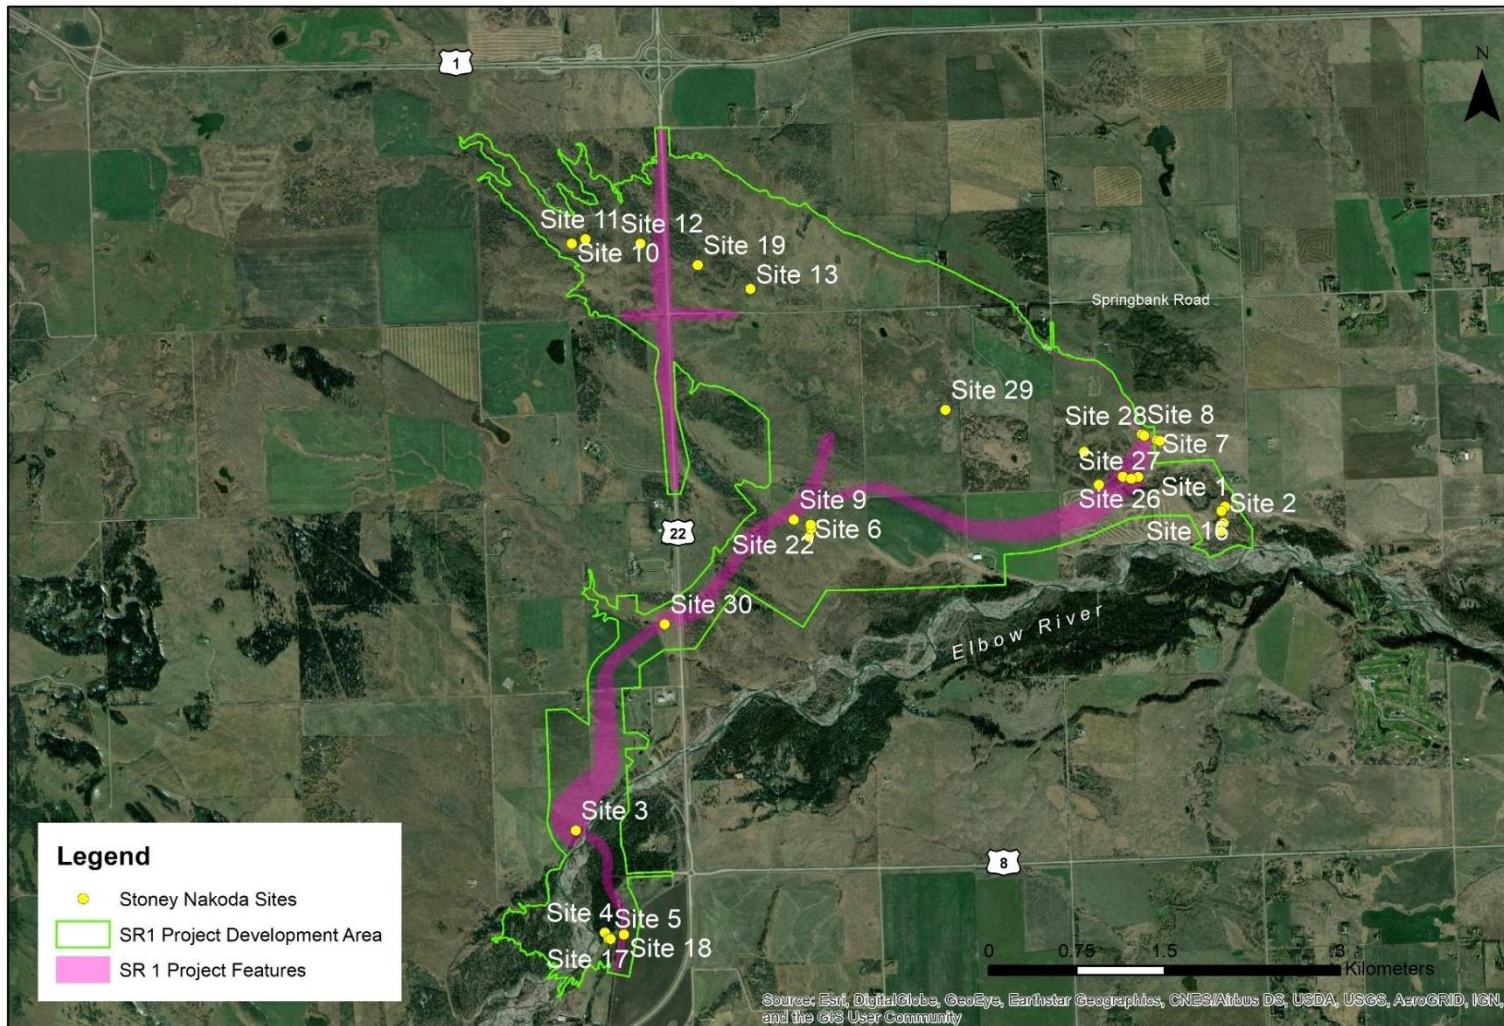 1
N
Site 11
Site 12
Site 10
Site 19
Site 13
Springbank Road
Site 29
Site 28
Site 8
Site 7
Site 27
Site 26
Site 1
Site 2
Site 16
Site 9
Site 6
Site 22
22
Site 30
Elbow River
Site 3
8
Site 4
Site 5
Site 17
Site 18
Legend
Stoney Nakoda Sites
SR1 Project Development Area
SR 1 Project Features
0 0.75 1.5 3
Kilometers
Source: Esri, DigitalGlobe, GeoEye, Earthstar Geographics, CNES/Airbus DS, USDA, USGS, AeroGRID, IGN,
and the GIS User Community